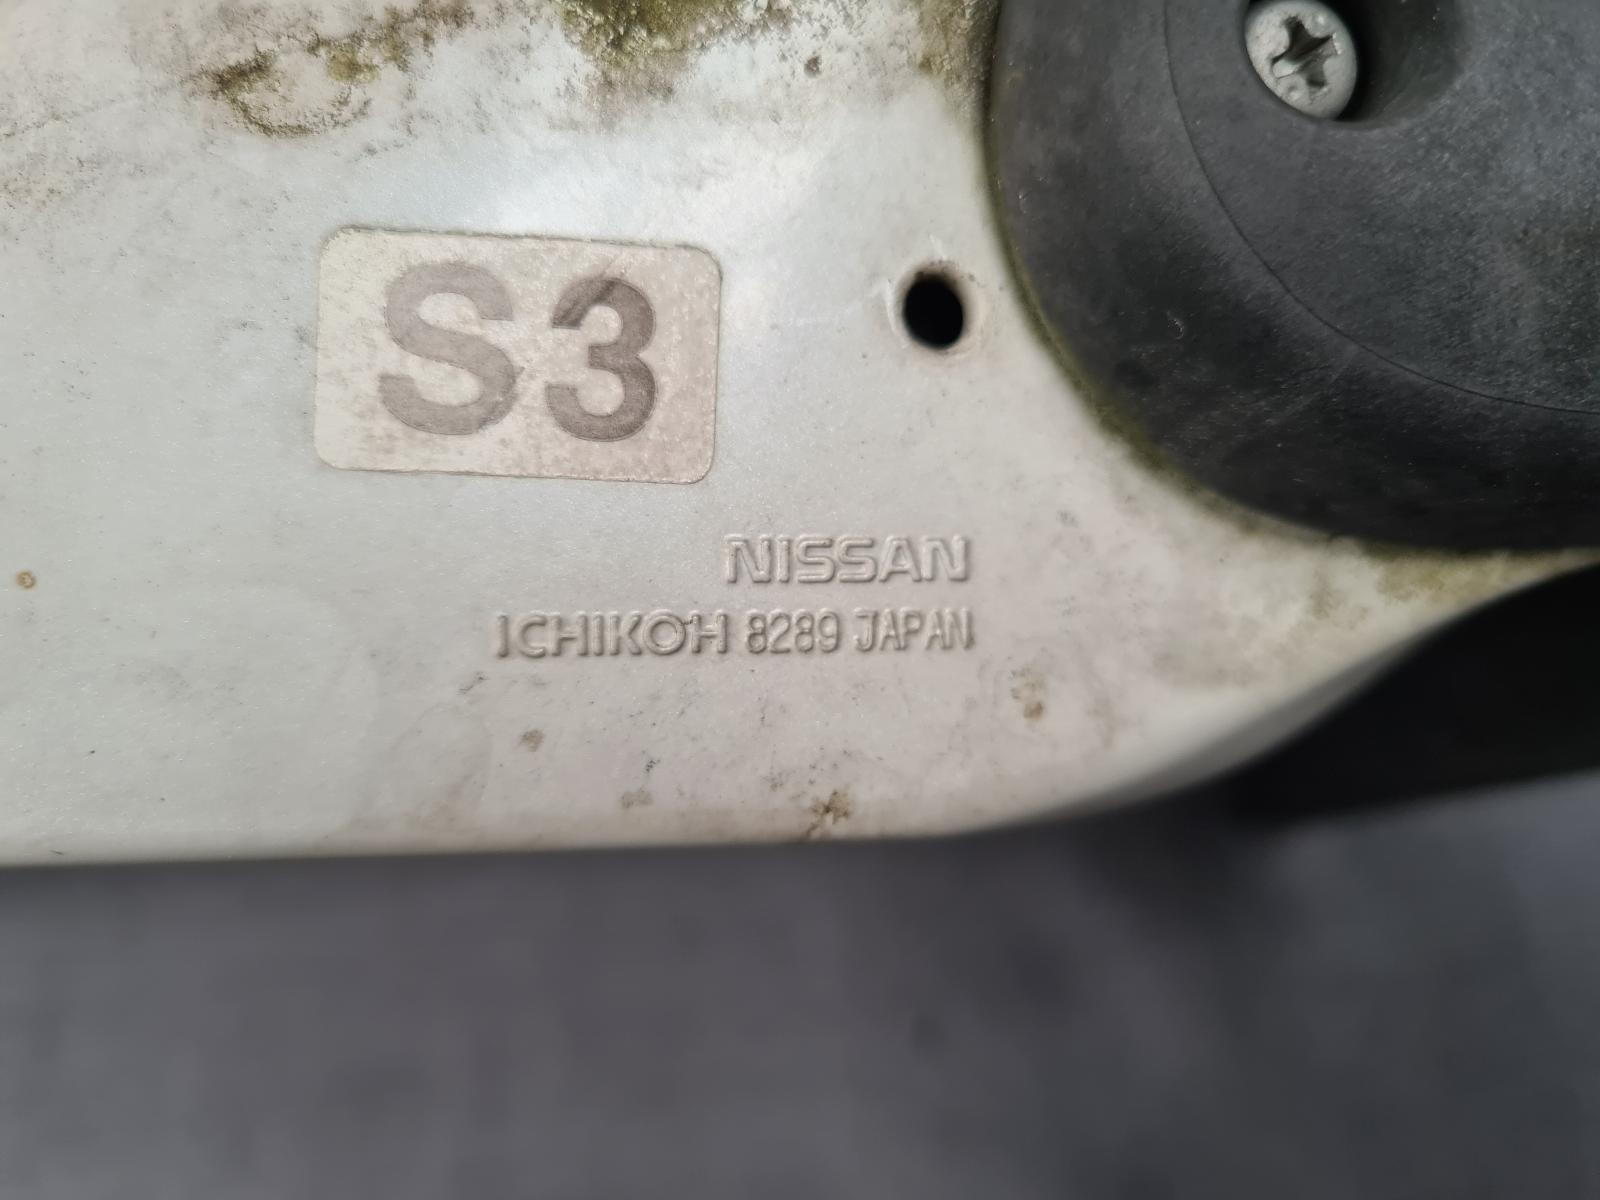 S3
NISSAN
ICHIKOH 8289 JAPAN